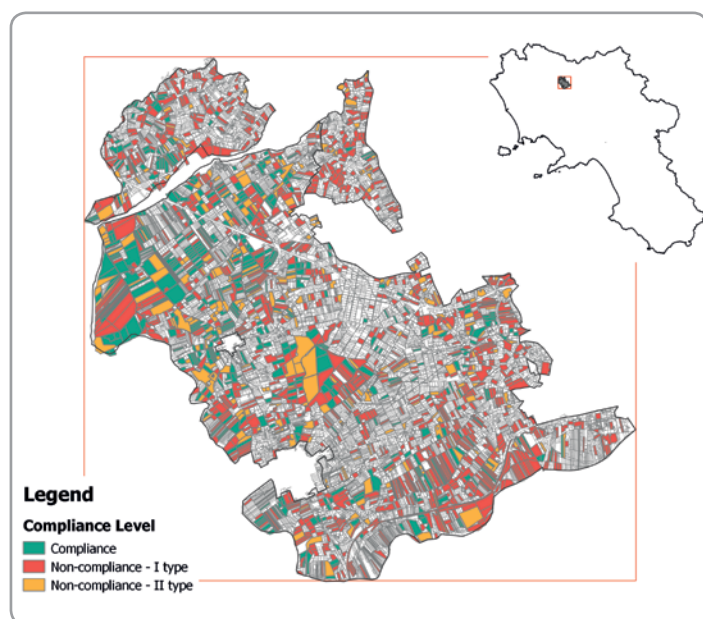 Legend
Compliance Level
Compliance
Non-compliance - I type
Non-compliance - II type